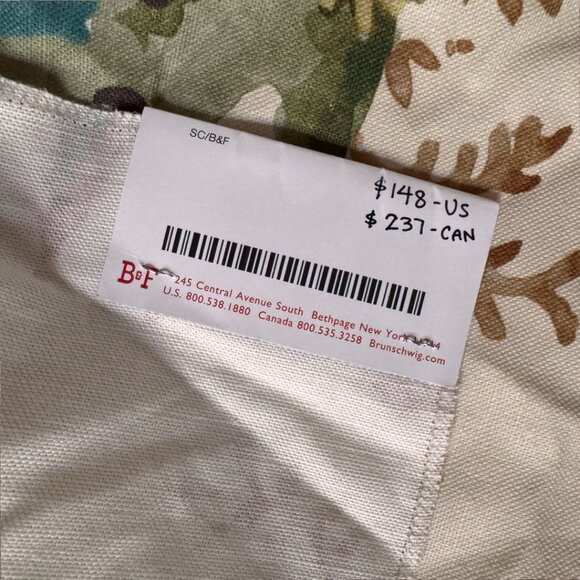 SC/B&F
$148-US
$237-CAN
B&F
245 Central Avenue South Bethpage New York
U.S. 800.538.1880 Canada 800.535.3258 Brunschwig.com